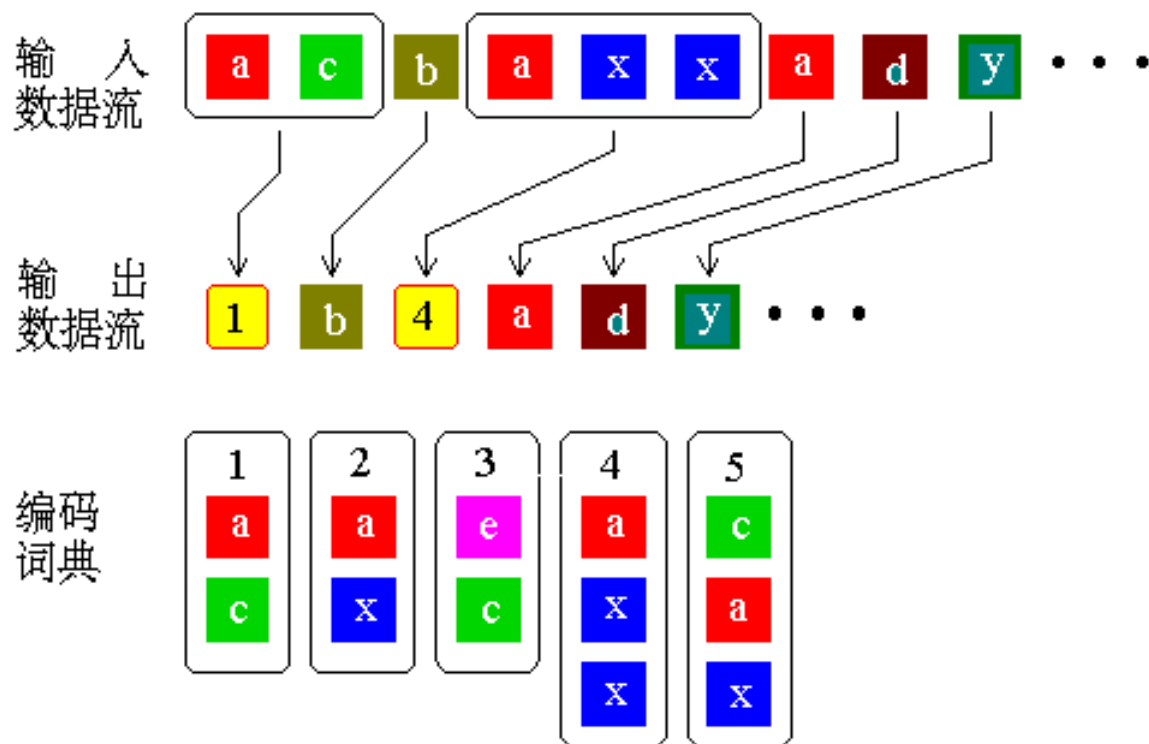 输 入
数据流
a c b a x x a d y • • •
输 出
数据流
1 b 4 a d y • • •
编码
词典
1 2 3 4 5
a a e a c
c x c x a
x x